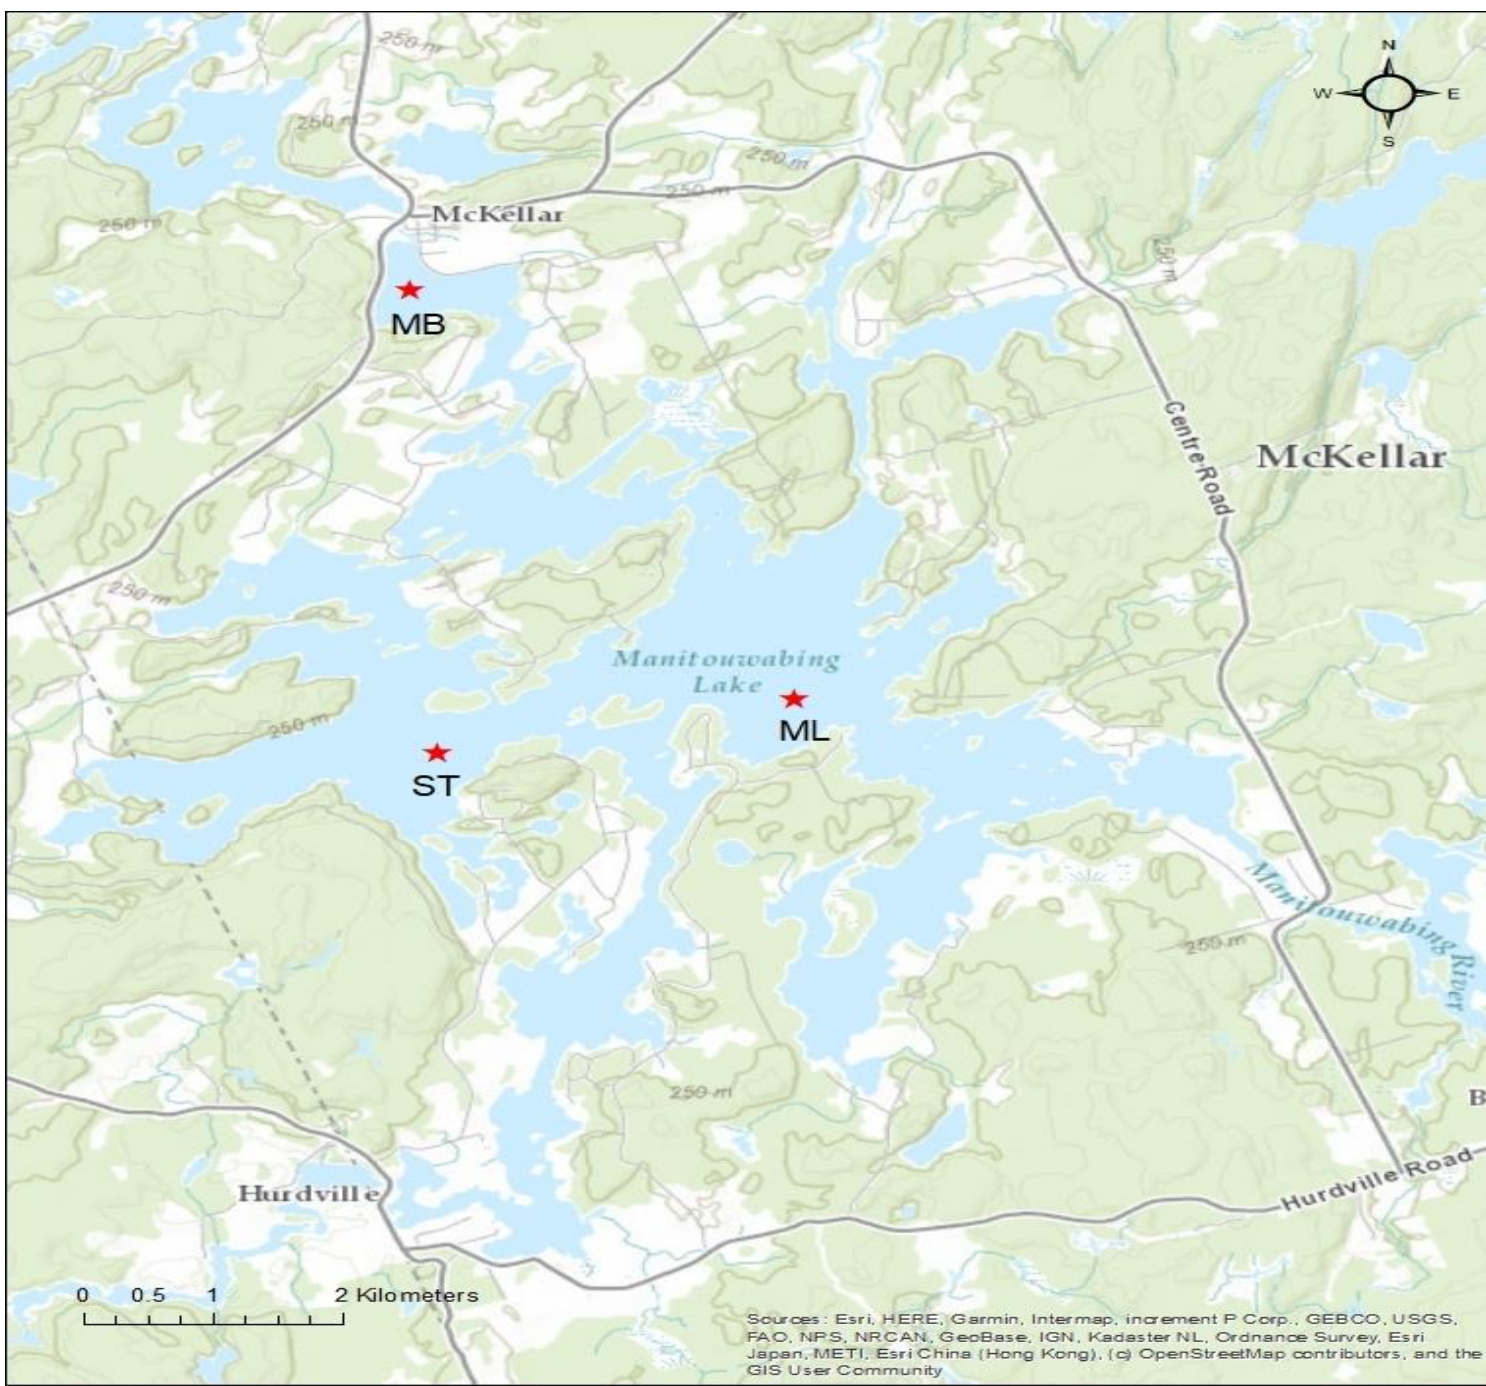 250 m
N
W E
S
250 m
250 m
250 m
McKellar
250 m
250 m
MB
Centre Road
McKellar
250 m
Manitouwabing
Lake
ML
250 m
ST
Manitouwabing River
250 m
250 m
B
Hurdville
Hurdville Road
0 0.5 1 2 Kilometers
Sources: Esri, HERE, Garmin, Intermap, increment P Corp., GEBCO, USGS,
FAO, NPS, NRCAN, GeoBase, IGN, Kadaster NL, Ordnance Survey, Esri
Japan, METI, Esri China (Hong Kong), (c) OpenStreetMap contributors, and the
GIS User Community